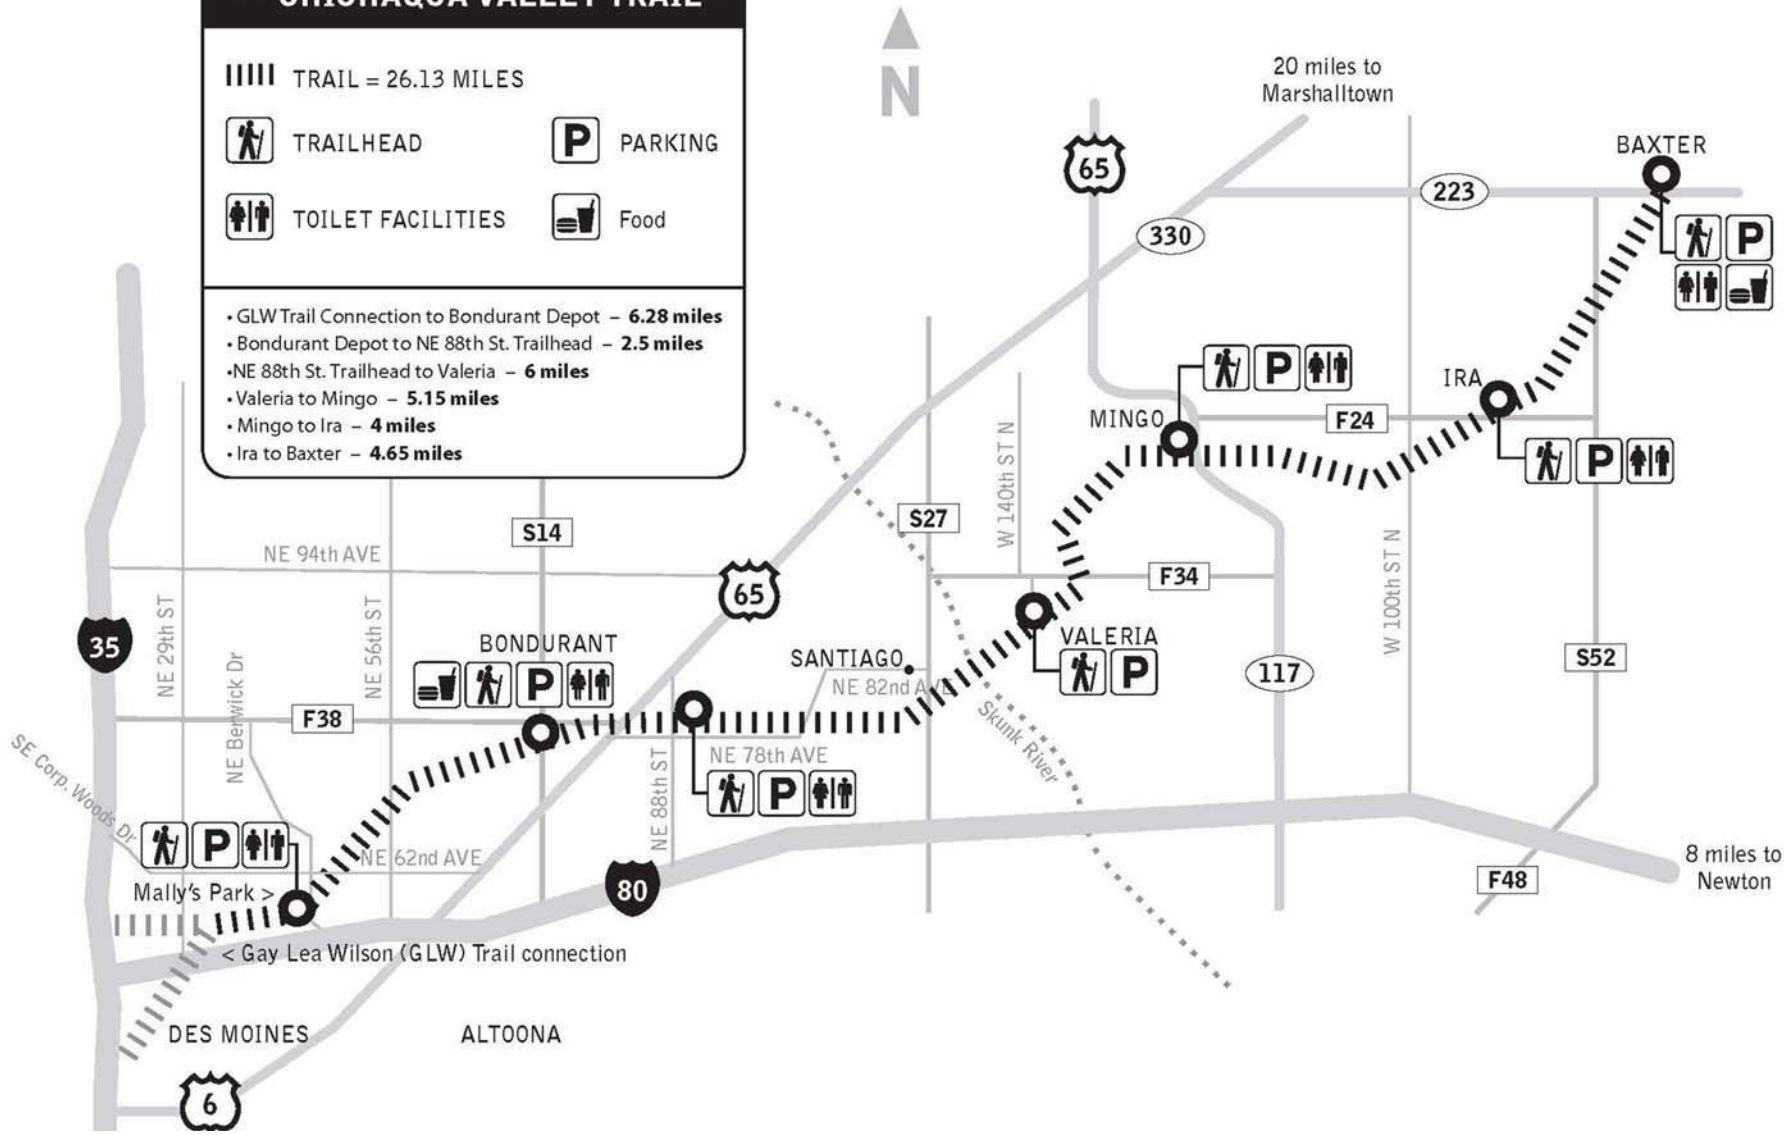 CHICHAQUA VALLEY TRAIL
TRAIL = 26.13 MILES
TRAILHEAD
P PARKING
TOILET FACILITIES
Food
• GLW Trail Connection to Bondurant Depot – 6.28 miles
• Bondurant Depot to NE 88th St. Trailhead – 2.5 miles
•NE 88th St. Trailhead to Valeria – 6 miles
• Valeria to Mingo – 5.15 miles
• Mingo to Ira – 4 miles
• Ira to Baxter – 4.65 miles
N
20 miles to
Marshalltown
65
330
223
BAXTER
P
P
MINGO
IRA
F24
P
S14
S27
W 140th ST N
W 100th ST N
NE 94th AVE
65
F34
35
NE 29th ST
NE 56th ST
BONDURANT
P
SANTIAGO
NE 82nd AVE
VALERIA
P
117
S52
F38
NE Berwick Dr
SE Corp. Woods Dr
NE 78th AVE
NE 88th ST
P
Skunk River
P
NE 62nd AVE
Mally's Park >
80
F48
8 miles to
Newton
< Gay Lea Wilson (GLW) Trail connection
DES MOINES
ALTOONA
6